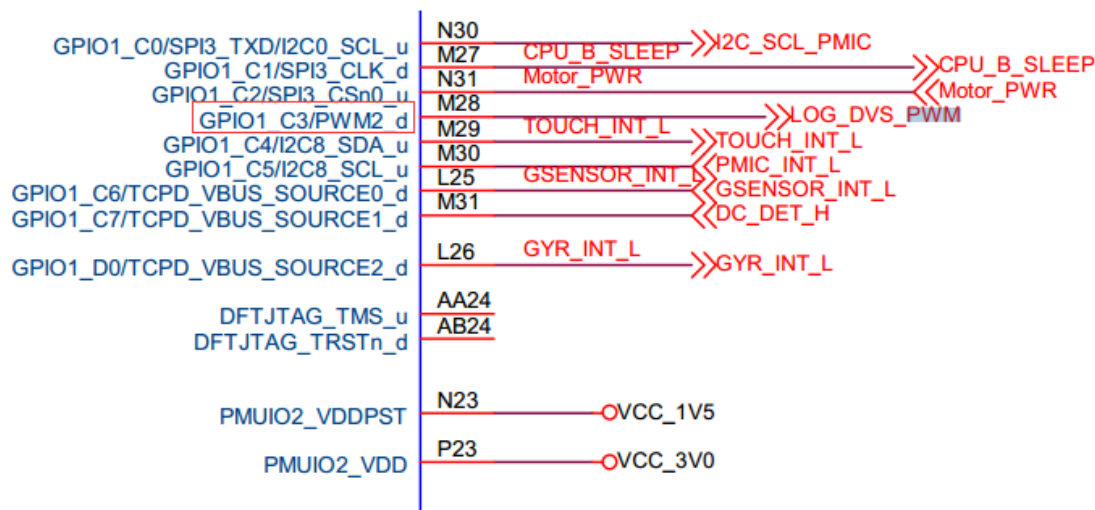 GPIO1_C0/SPI3_TXD/I2C0_SCL_u N30 I2C_SCL_PMIC
GPIO1_C1/SPI3_CLK_d M27 CPU_B_SLEEP CPU_B_SLEEP
GPIO1_C2/SPI3_CSn0_u N31 Motor_PWR Motor_PWR
GPIO1_C3/PWM2_d M28 LOG_DVS_PWM
GPIO1_C4/I2C8_SDA_u M29 TOUCH_INT_L TOUCH_INT_L
GPIO1_C5/I2C8_SCL_u M30 PMIC_INT_L
GPIO1_C6/TCPD_VBUS_SOURCE0_d L25 GSENSOR_INT_L GSENSOR_INT_L
GPIO1_C7/TCPD_VBUS_SOURCE1_d M31 DC_DET_H
GPIO1_D0/TCPD_VBUS_SOURCE2_d L26 GYR_INT_L GYR_INT_L
DFTJTAG_TMS_u AA24
DFTJTAG_TRSTn_d AB24
PMUIO2_VDDPST N23 VCC_1V5
PMUIO2_VDD P23 VCC_3V0